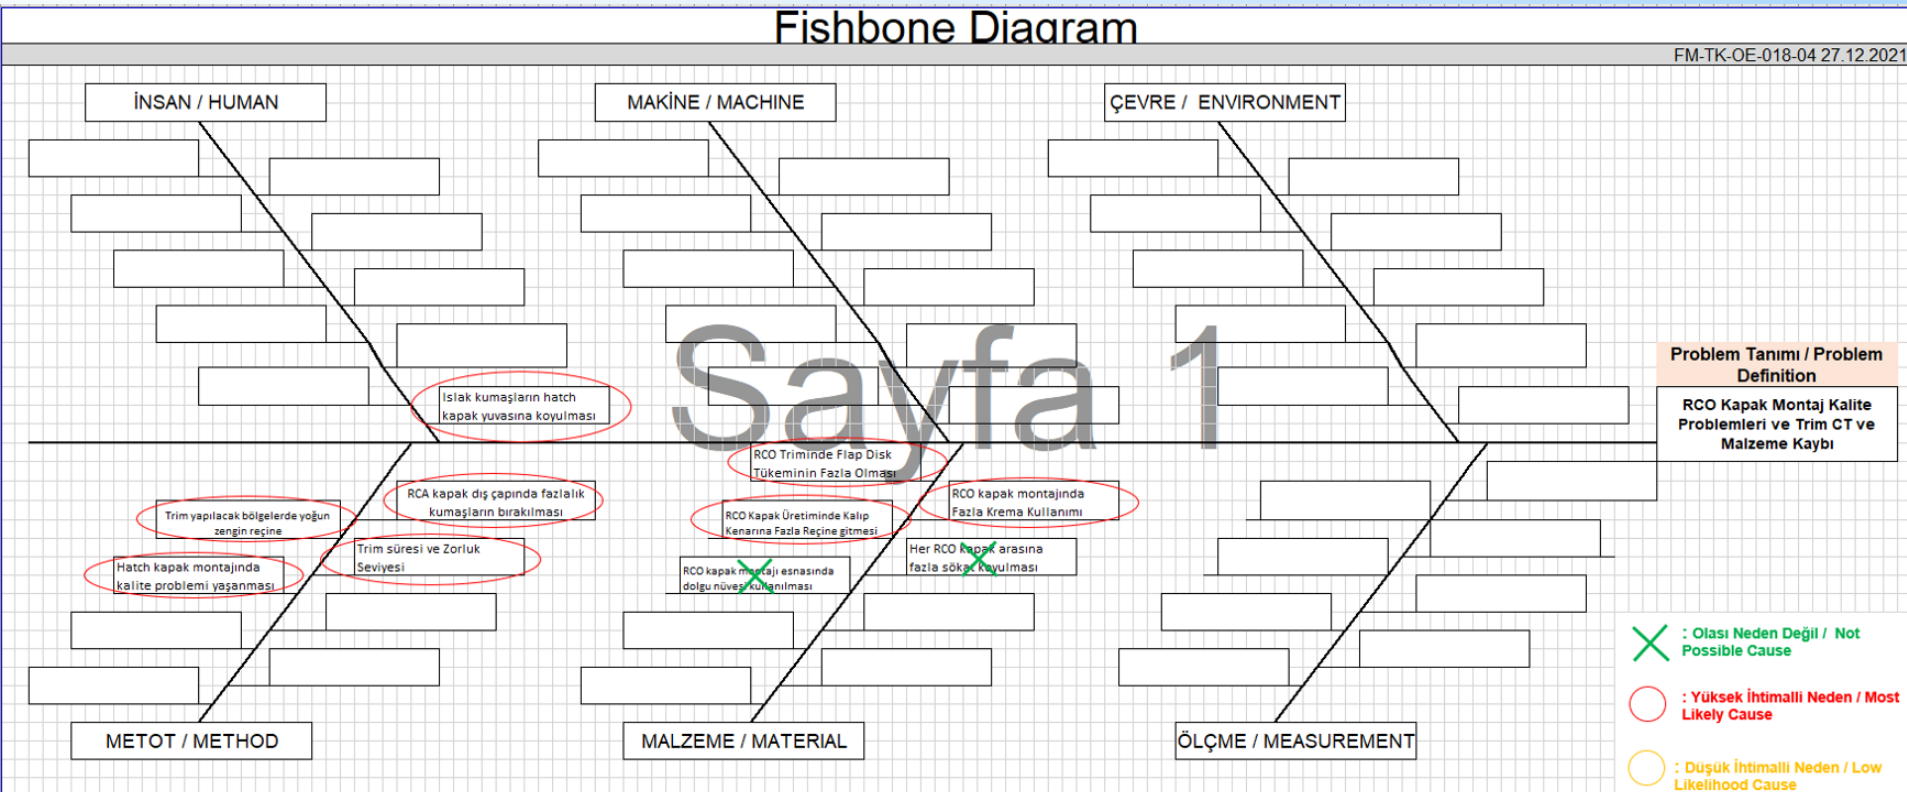 Fishbone Diagram
FM-TK-OE-018-04 27.12.2021
İNSAN / HUMAN
MAKİNE / MACHINE
ÇEVRE / ENVIRONMENT
Islak kumaşların hatch
kapak yuvasına koyulması
Sayfa 1
Problem Tanımı / Problem
Definition
RCO Kapak Montaj Kalite
Problemleri ve Trim CT ve
Malzeme Kaybı
RCA kapak dış çapında fazlalık
kumaşların bırakılması
Trim yapılacak bölgelerde yoğun
zengin reçine
Trim süresi ve Zorluk
Seviyesi
Hatch kapak montajında
kalite problemi yaşanması
RCO Triminde Flap Disk
Tükeminin Fazla Olması
RCO kapak montajında
Fazla Krema Kullanımı
RCO Kapak Üretiminde Kalıp
Kenarına Fazla Reçine gitmesi
Her RCO kapak arasına
fazla sökat koyulması
RCO kapak montajı esnasında
dolgu nüvesi kullanılması
METOT / METHOD
MALZEME / MATERIAL
ÖLÇME / MEASUREMENT
: Olası Neden Değil / Not
Possible Cause
: Yüksek İhtimalli Neden / Most
Likely Cause
: Düşük İhtimalli Neden / Low
Likelihood Cause